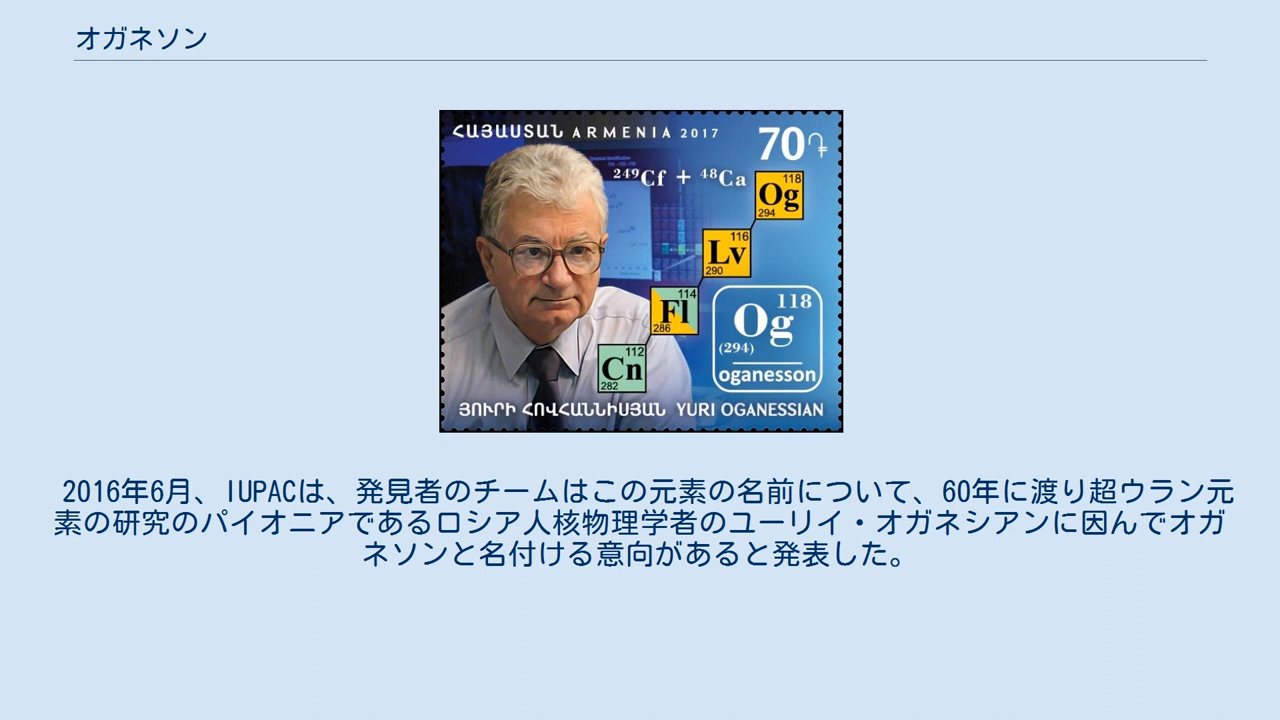 オガネソン
ՀԱՅԱՍՏԱՆ ARMENIA 2017
70֏
²⁴⁹Cf + ⁴⁸Ca
118
Og
294
116
Lv
290
114
Fl
286
112
Cn
282
118
Og
(294)
oganesson
ՅՈՒՐԻ ՀՈՎՀԱՆՆԻՍՅԱՆ YURI OGANESSIAN
2016年6月、IUPACは、発見者のチームはこの元素の名前について、60年に渡り超ウラン元
素の研究のパイオニアであるロシア人核物理学者のユーリイ・オガネシアンに因んでオガ
ネソンと名付ける意向があると発表した。